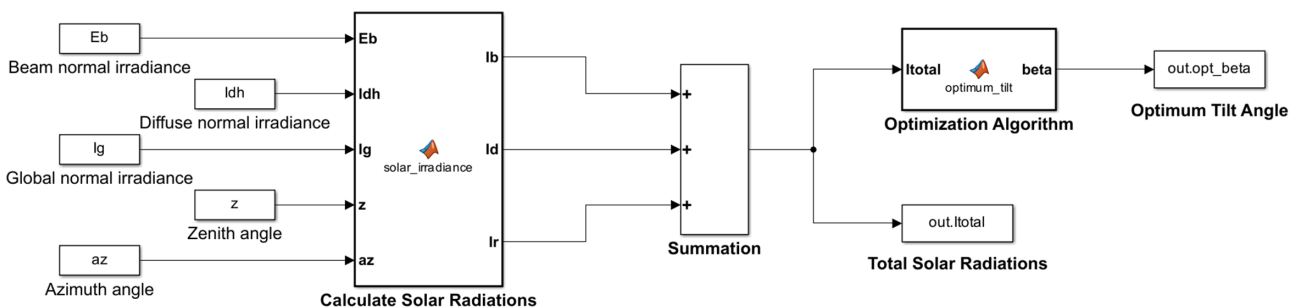 Eb
Beam normal irradiance
Idh
Diffuse normal irradiance
Ig
Global normal irradiance
z
Zenith angle
az
Azimuth angle
Eb
Idh
Ig
z
az
solar_irradiance
Ib
Id
Ir
Calculate Solar Radiations
+
+
+
Summation
Itotal
optimum_tilt
beta
Optimization Algorithm
out.opt_beta
Optimum Tilt Angle
out.Itotal
Total Solar Radiations